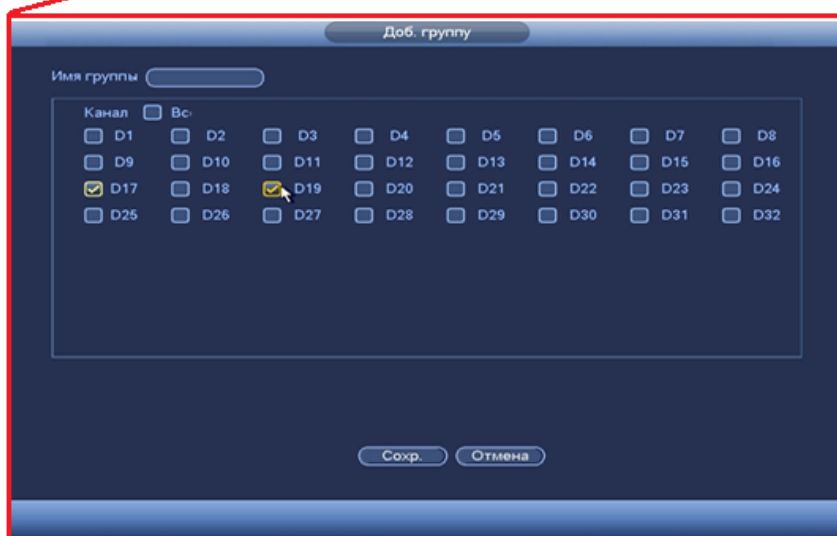 Доб. группу
Имя группы
Канал Вс
D1 D2 D3 D4 D5 D6 D7 D8
D9 D10 D11 D12 D13 D14 D15 D16
D17 D18 D19 D20 D21 D22 D23 D24
D25 D26 D27 D28 D29 D30 D31 D32
Сохр. Отмена